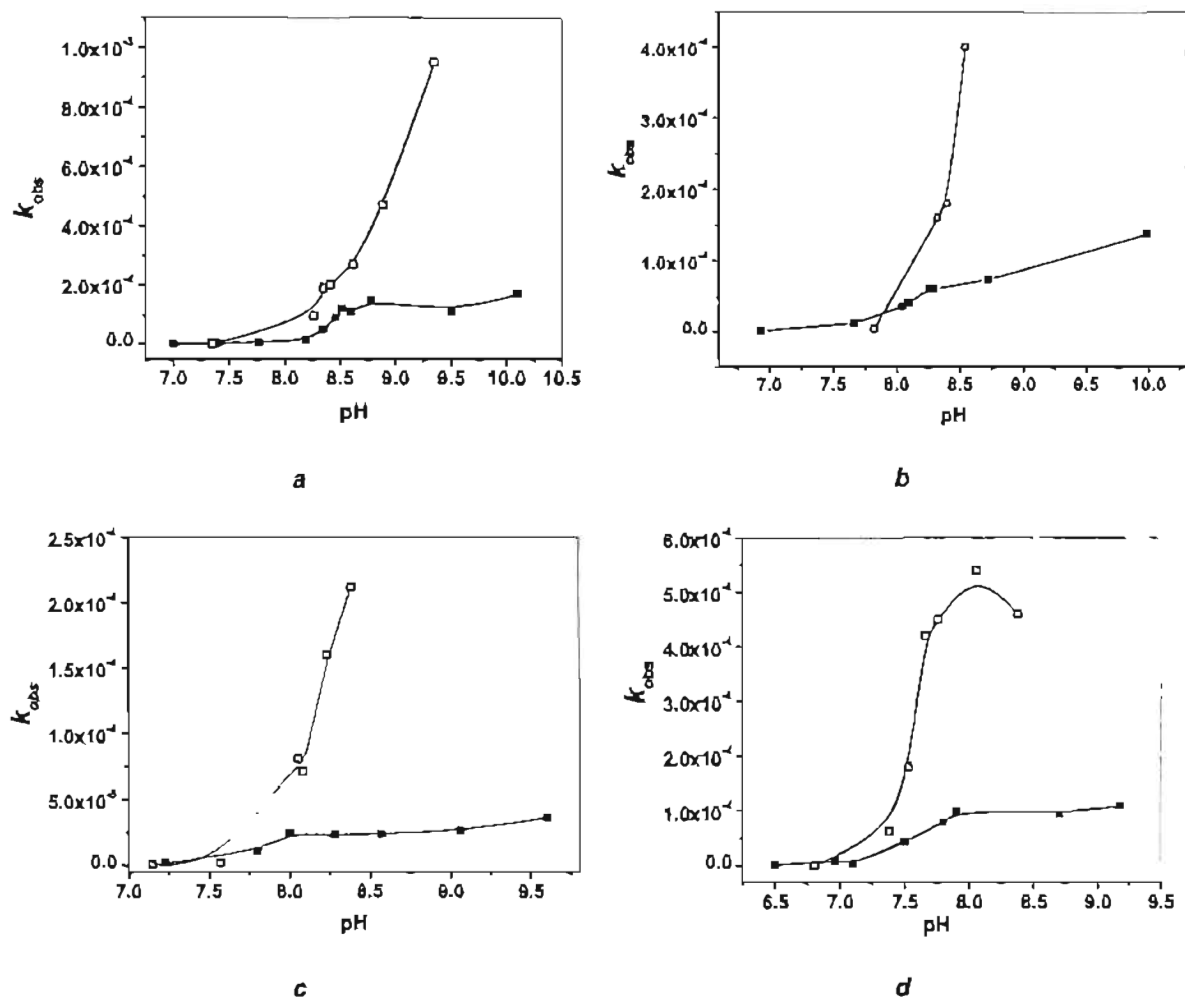 1.0x10⁻³
8.0x10⁻⁴
6.0x10⁻⁴
4.0x10⁻⁴
2.0x10⁻⁴
0.0
k_obs
7.0 7.5 8.0 8.5 9.0 9.5 10.0 10.5
pH
a
4.0x10⁻⁴
3.0x10⁻⁴
2.0x10⁻⁴
1.0x10⁻⁴
0.0
k_obs
7.0 7.5 8.0 8.5 9.0 9.5 10.0
pH
b
2.5x10⁻⁴
2.0x10⁻⁴
1.5x10⁻⁴
1.0x10⁻⁴
5.0x10⁻⁵
0.0
k_obs
7.0 7.5 8.0 8.5 9.0 9.5
pH
c
6.0x10⁻⁴
5.0x10⁻⁴
4.0x10⁻⁴
3.0x10⁻⁴
2.0x10⁻⁴
1.0x10⁻⁴
0.0
k_obs
6.5 7.0 7.5 8.0 8.5 9.0 9.5
pH
d